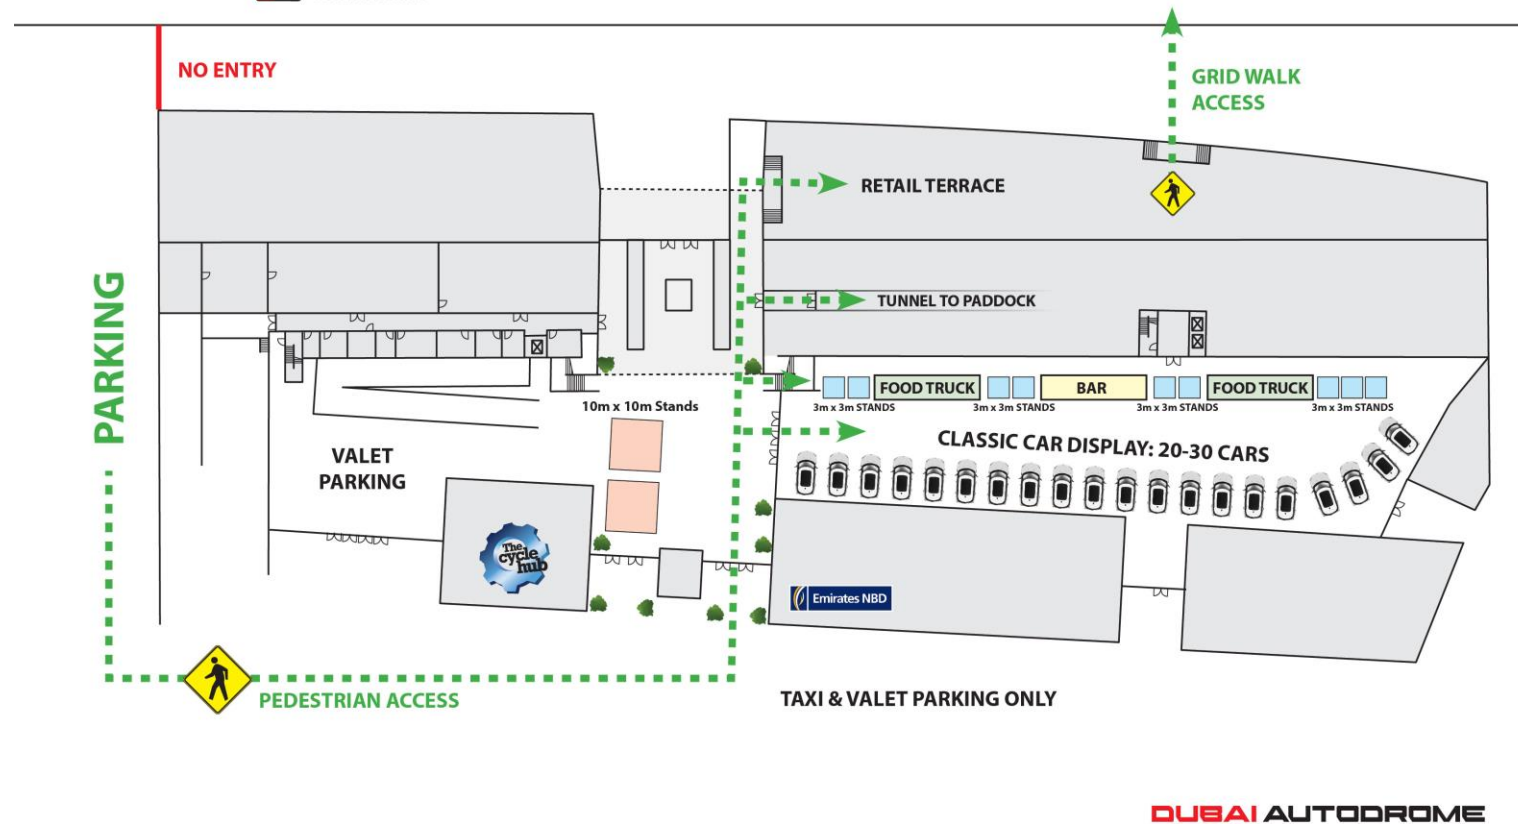 NO ENTRY
GRID WALK
ACCESS
RETAIL TERRACE
PARKING
TUNNEL TO PADDOCK
FOOD TRUCK
BAR
FOOD TRUCK
10m x 10m Stands
3m x 3m STANDS
3m x 3m STANDS
3m x 3m STANDS
3m x 3m STANDS
CLASSIC CAR DISPLAY: 20-30 CARS
VALET
PARKING
The
cycle
hub
Emirates NBD
PEDESTRIAN ACCESS
TAXI & VALET PARKING ONLY
DUBAI AUTODROME